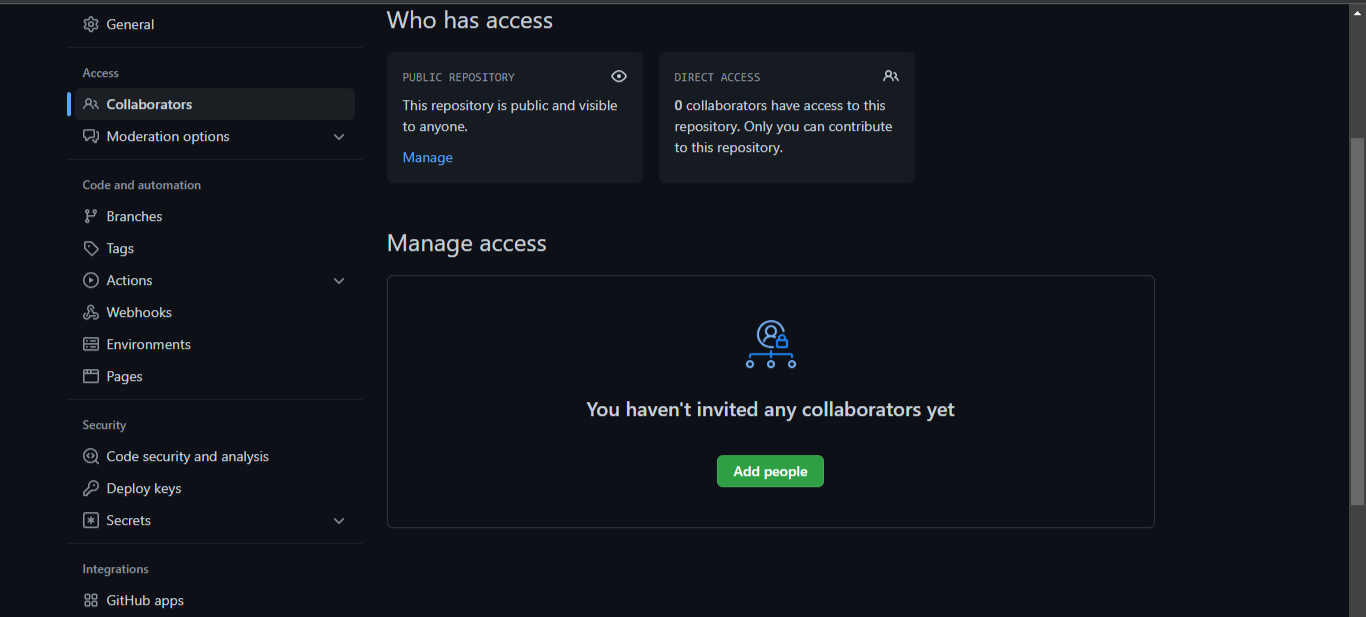 General
Access
Collaborators
Moderation options
Code and automation
Branches
Tags
Actions
Webhooks
Environments
Pages
Security
Code security and analysis
Deploy keys
Secrets
Integrations
GitHub apps
Who has access
PUBLIC REPOSITORY
This repository is public and visible
to anyone.
Manage
DIRECT ACCESS
0 collaborators have access to this
repository. Only you can contribute
to this repository.
Manage access
You haven't invited any collaborators yet
Add people